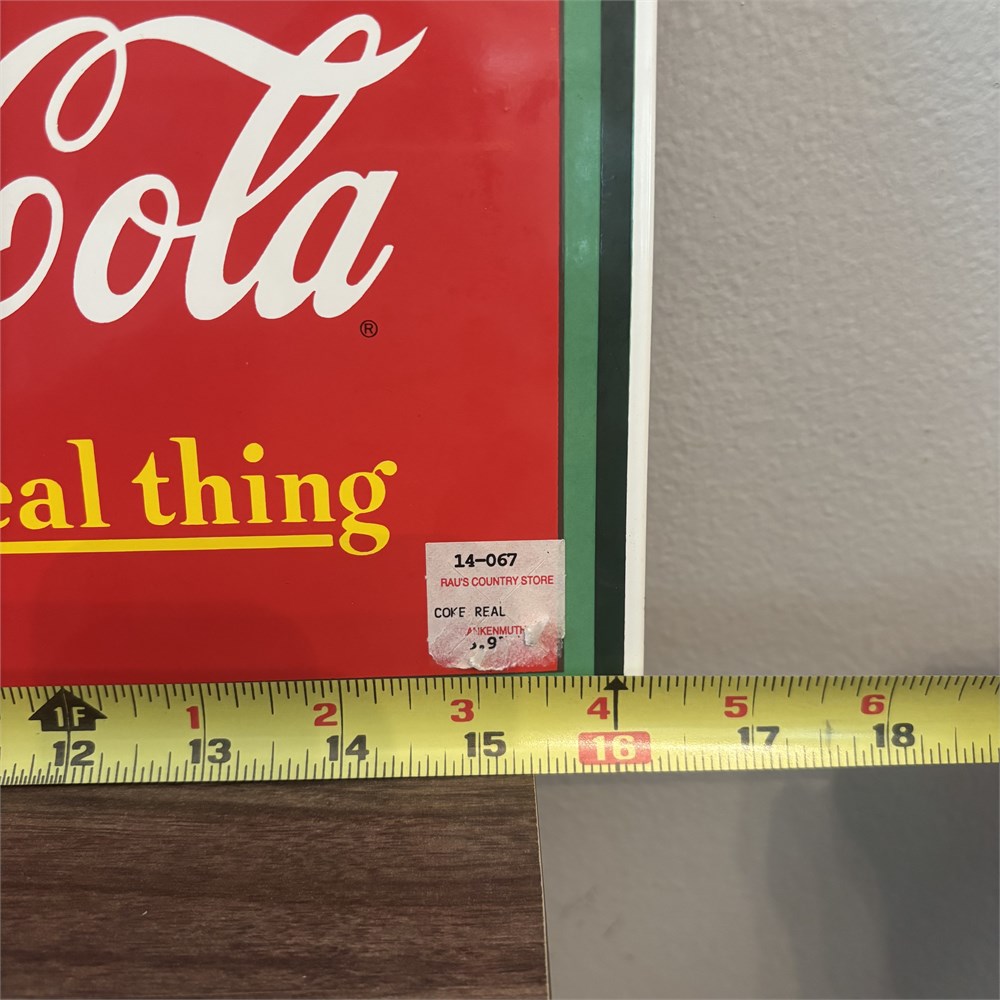 Cola
®
eal thing
14-067
RAU'S COUNTRY STORE
COKE REAL
ANKENMUTH
1F 1 2 3 4 5 6
12 13 14 15 16 17 18